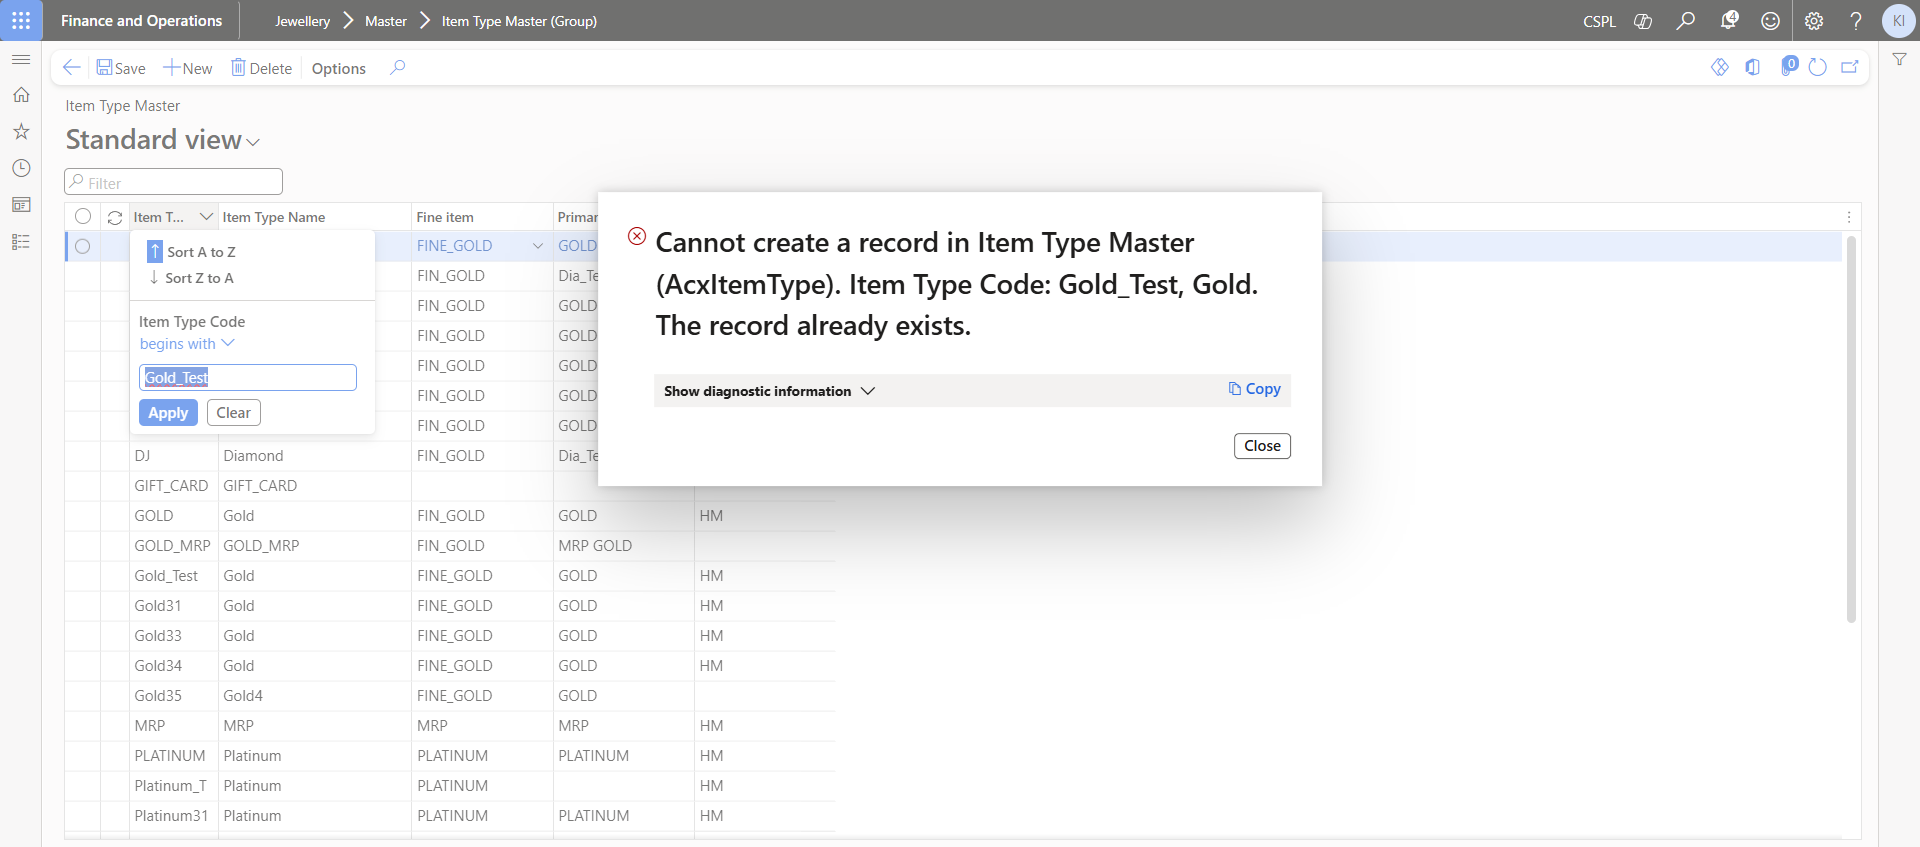 Finance and Operations
Jewellery Master Item Type Master (Group)
CSPL
4
? KI
Save New Delete Options
0
Item Type Master
Standard view
Filter
Item T... Item Type Name Fine item Primar
FINE_GOLD GOLD
Sort A to Z
Sort Z to A
FIN_GOLD Dia_Te
FIN_GOLD GOLD
Item Type Code
begins with
FIN_GOLD GOLD
FIN_GOLD GOLD
Gold_Test
FIN_GOLD GOLD
Apply Clear
FIN_GOLD GOLD
DJ Diamond FIN_GOLD Dia_Te
GIFT_CARD GIFT_CARD
GOLD Gold FIN_GOLD GOLD HM
GOLD_MRP GOLD_MRP FIN_GOLD MRP GOLD
Gold_Test Gold FINE_GOLD GOLD HM
Gold31 Gold FINE_GOLD GOLD HM
Gold33 Gold FINE_GOLD GOLD HM
Gold34 Gold FINE_GOLD GOLD HM
Gold35 Gold4 FINE_GOLD GOLD
MRP MRP MRP MRP HM
PLATINUM Platinum PLATINUM PLATINUM HM
Platinum_T Platinum PLATINUM HM
Platinum31 Platinum PLATINUM PLATINUM HM
Cannot create a record in Item Type Master
(AcxItemType). Item Type Code: Gold_Test, Gold.
The record already exists.
Show diagnostic information Copy
Close